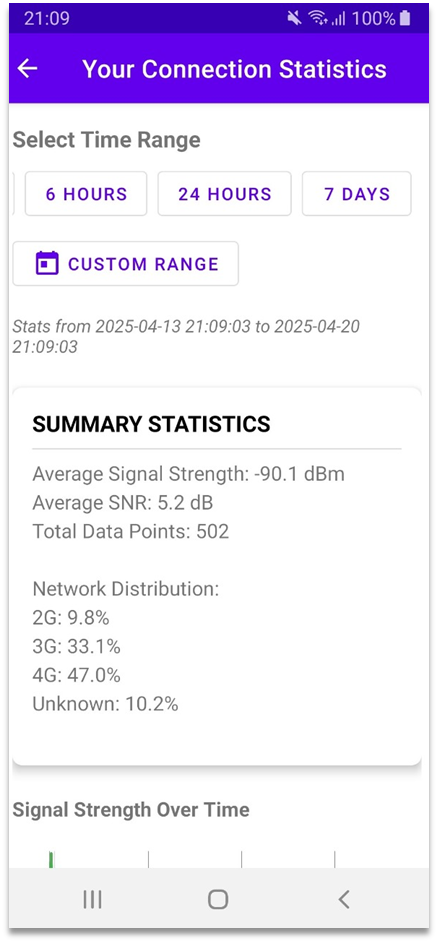 21:09 100%
Your Connection Statistics
Select Time Range
6 HOURS 24 HOURS 7 DAYS
CUSTOM RANGE
Stats from 2025-04-13 21:09:03 to 2025-04-20
21:09:03
SUMMARY STATISTICS
Average Signal Strength: -90.1 dBm
Average SNR: 5.2 dB
Total Data Points: 502
Network Distribution:
2G: 9.8%
3G: 33.1%
4G: 47.0%
Unknown: 10.2%
Signal Strength Over Time